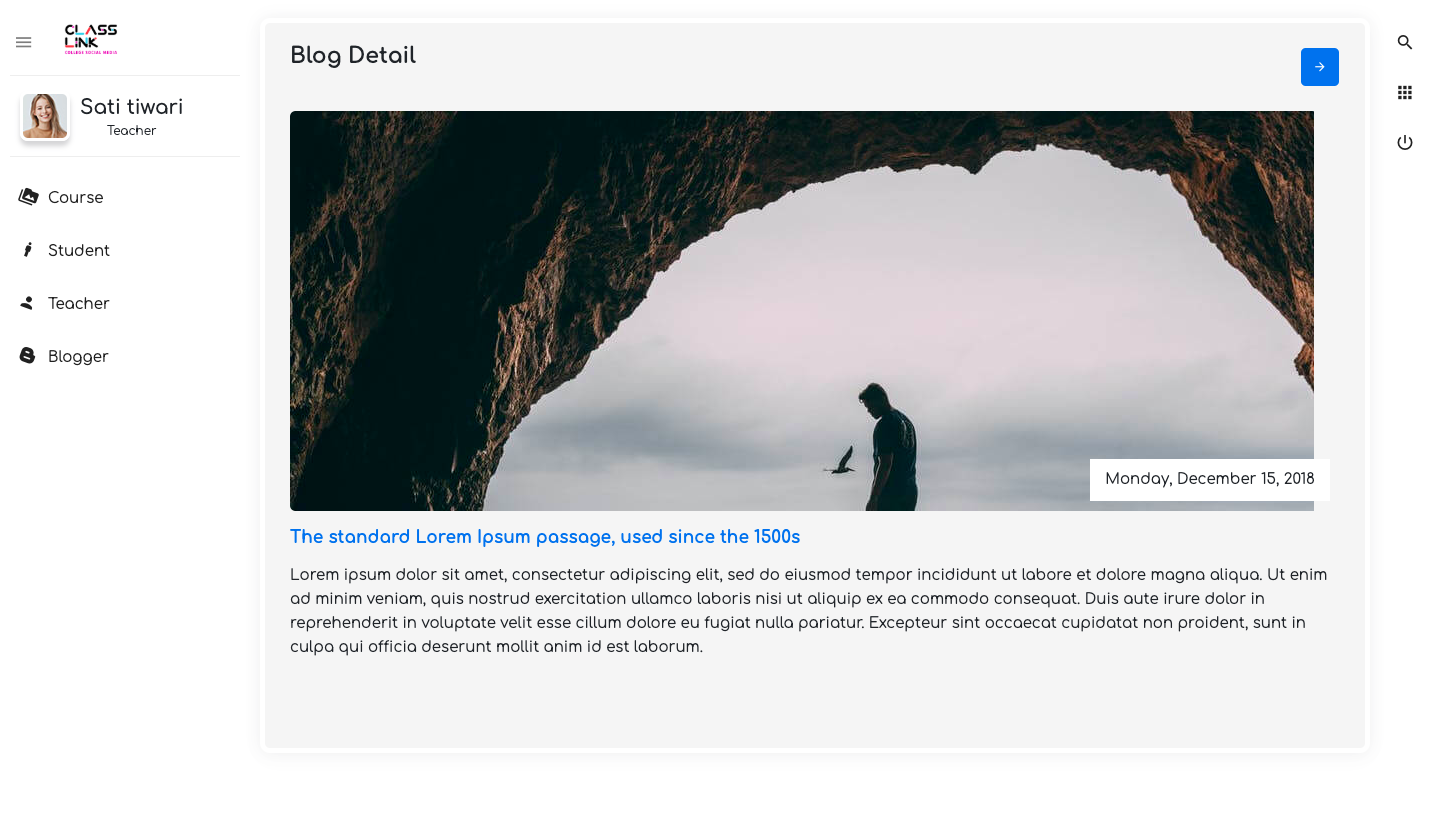 CLASS
LINK
COLLEGE SOCIAL MEDIA
Sati tiwari
Teacher
Course
Student
Teacher
Blogger
Blog Detail
Monday, December 15, 2018
The standard Lorem Ipsum passage, used since the 1500s
Lorem ipsum dolor sit amet, consectetur adipiscing elit, sed do eiusmod tempor incididunt ut labore et dolore magna aliqua. Ut enim
ad minim veniam, quis nostrud exercitation ullamco laboris nisi ut aliquip ex ea commodo consequat. Duis aute irure dolor in
reprehenderit in voluptate velit esse cillum dolore eu fugiat nulla pariatur. Excepteur sint occaecat cupidatat non proident, sunt in
culpa qui officia deserunt mollit anim id est laborum.